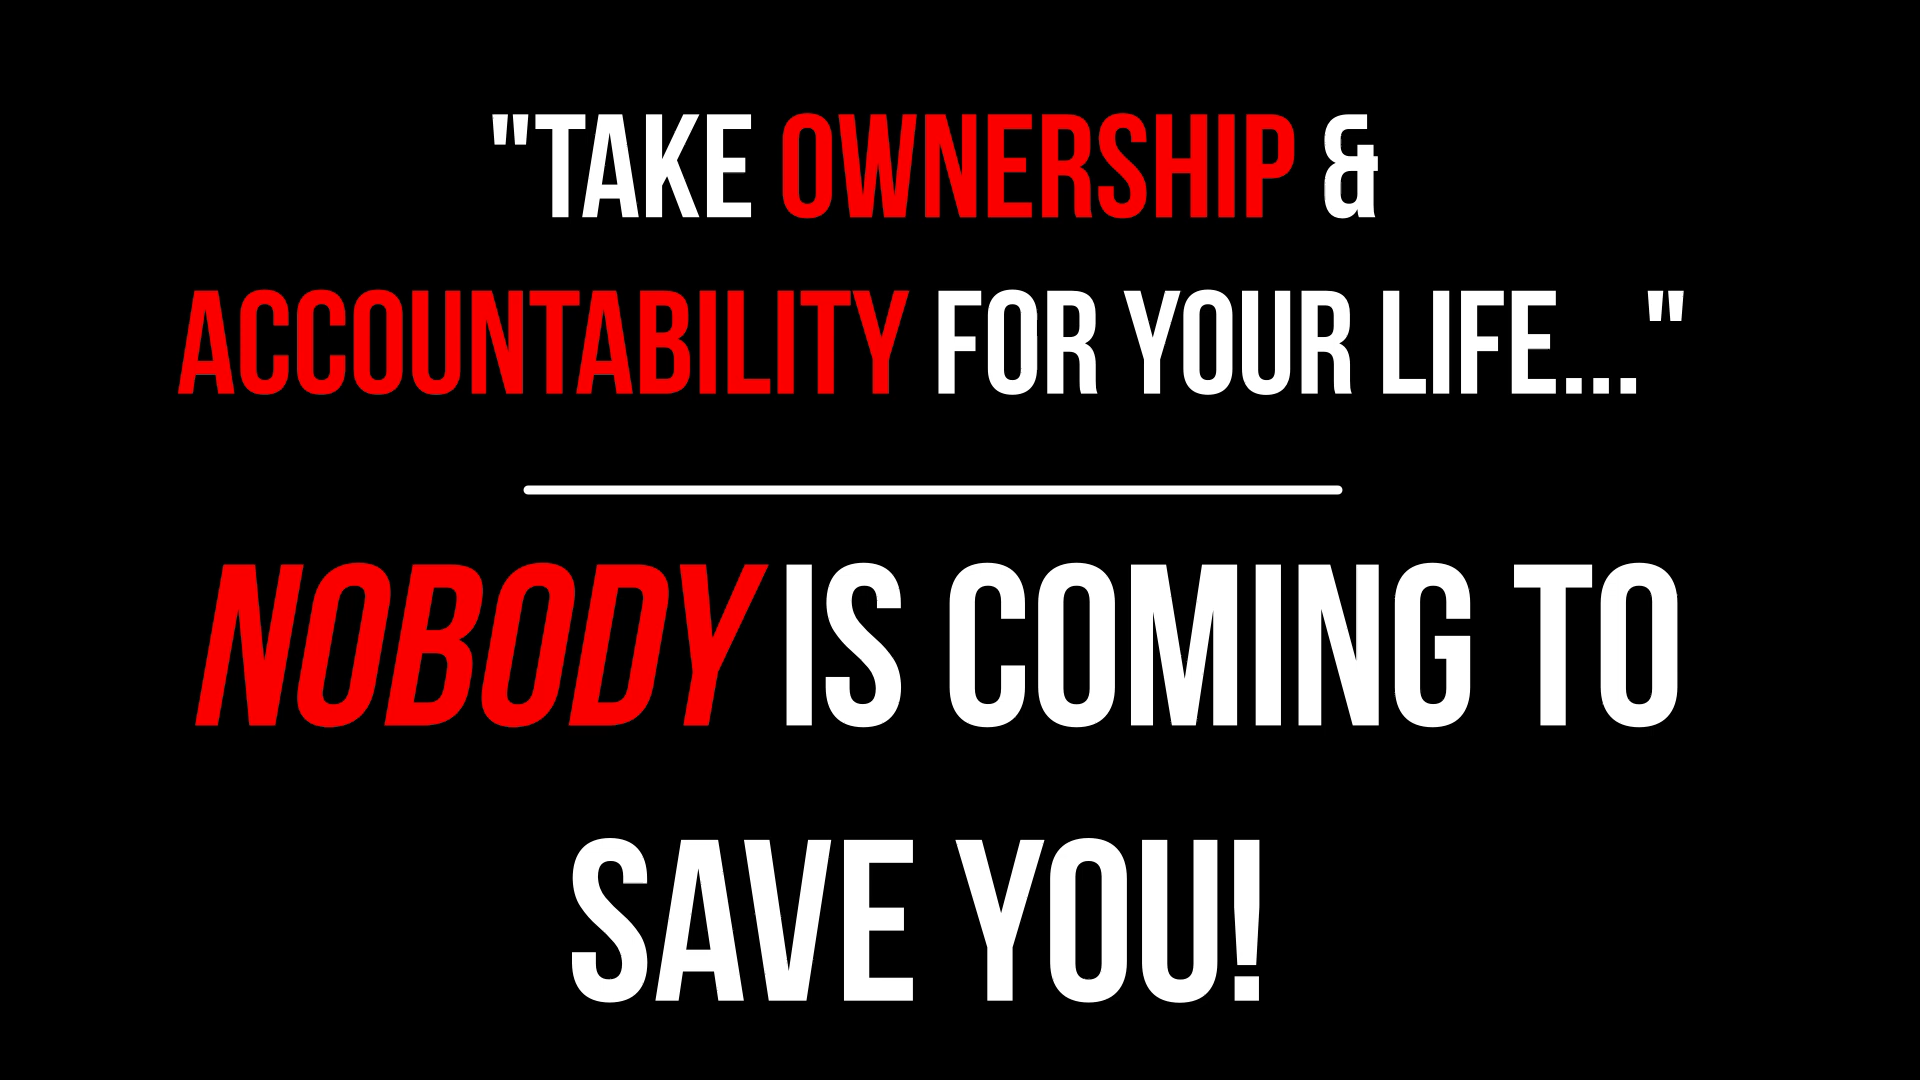 "TAKE OWNERSHIP &
ACCOUNTABILITY FOR YOUR LIFE..."
NOBODY IS COMING TO
SAVE YOU!